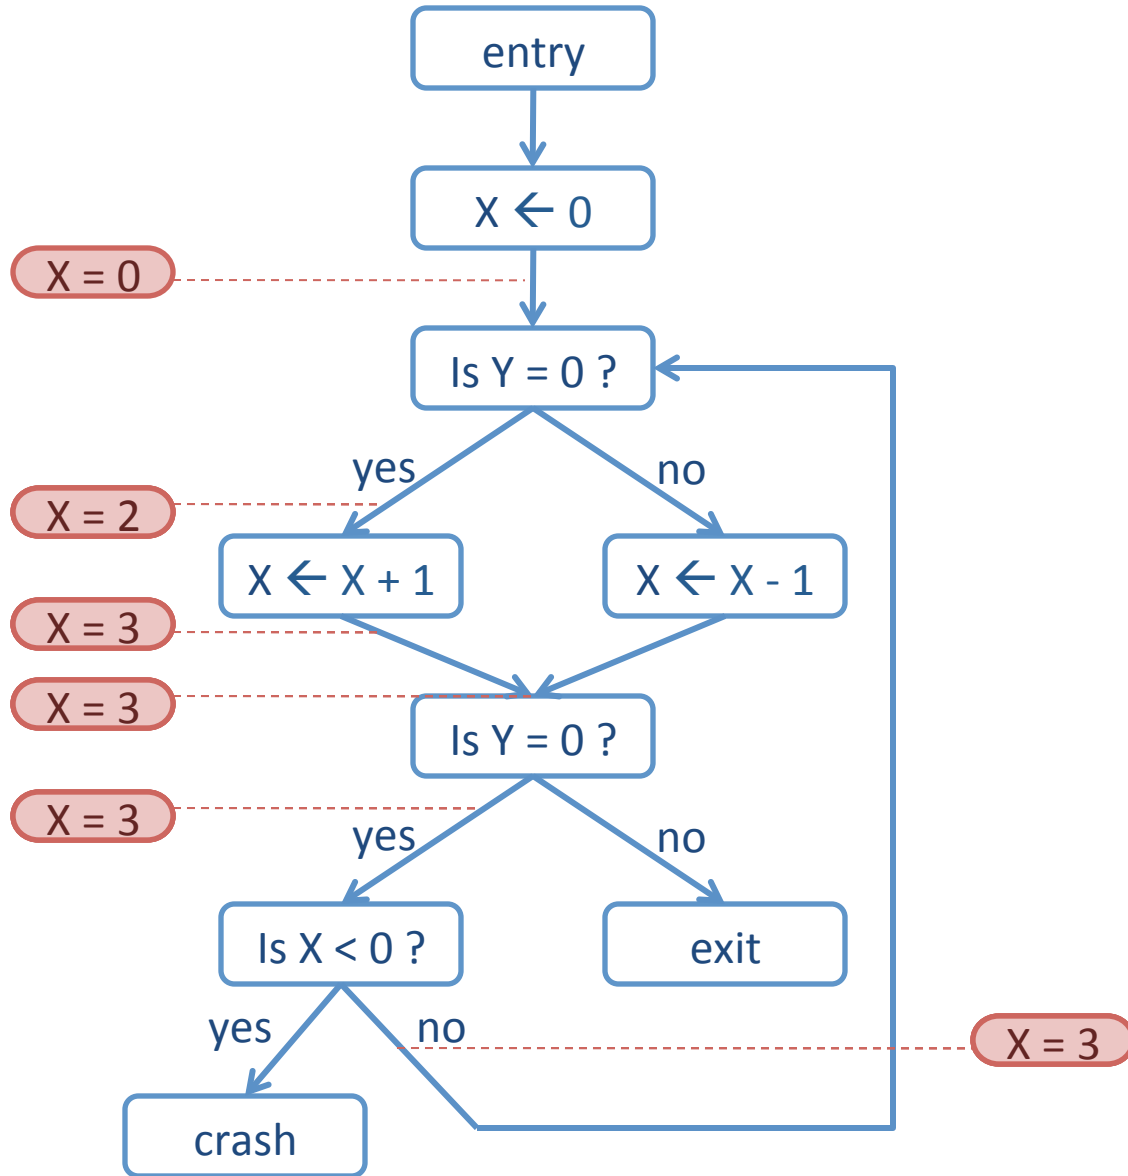 entry
X ← 0
X = 0
Is Y = 0 ?
yes
no
X = 2
X ← X + 1
X ← X - 1
X = 3
X = 3
Is Y = 0 ?
X = 3
yes
no
Is X < 0 ?
exit
yes
no
X = 3
crash